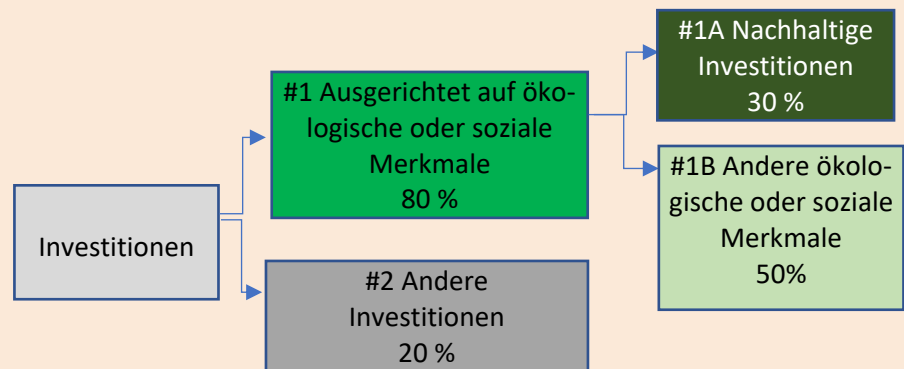 Investitionen
#1 Ausgerichtet auf öko-
logische oder soziale
Merkmale
80 %
#2 Andere
Investitionen
20 %
#1A Nachhaltige
Investitionen
30 %
#1B Andere ökolo-
gische oder soziale
Merkmale
50%